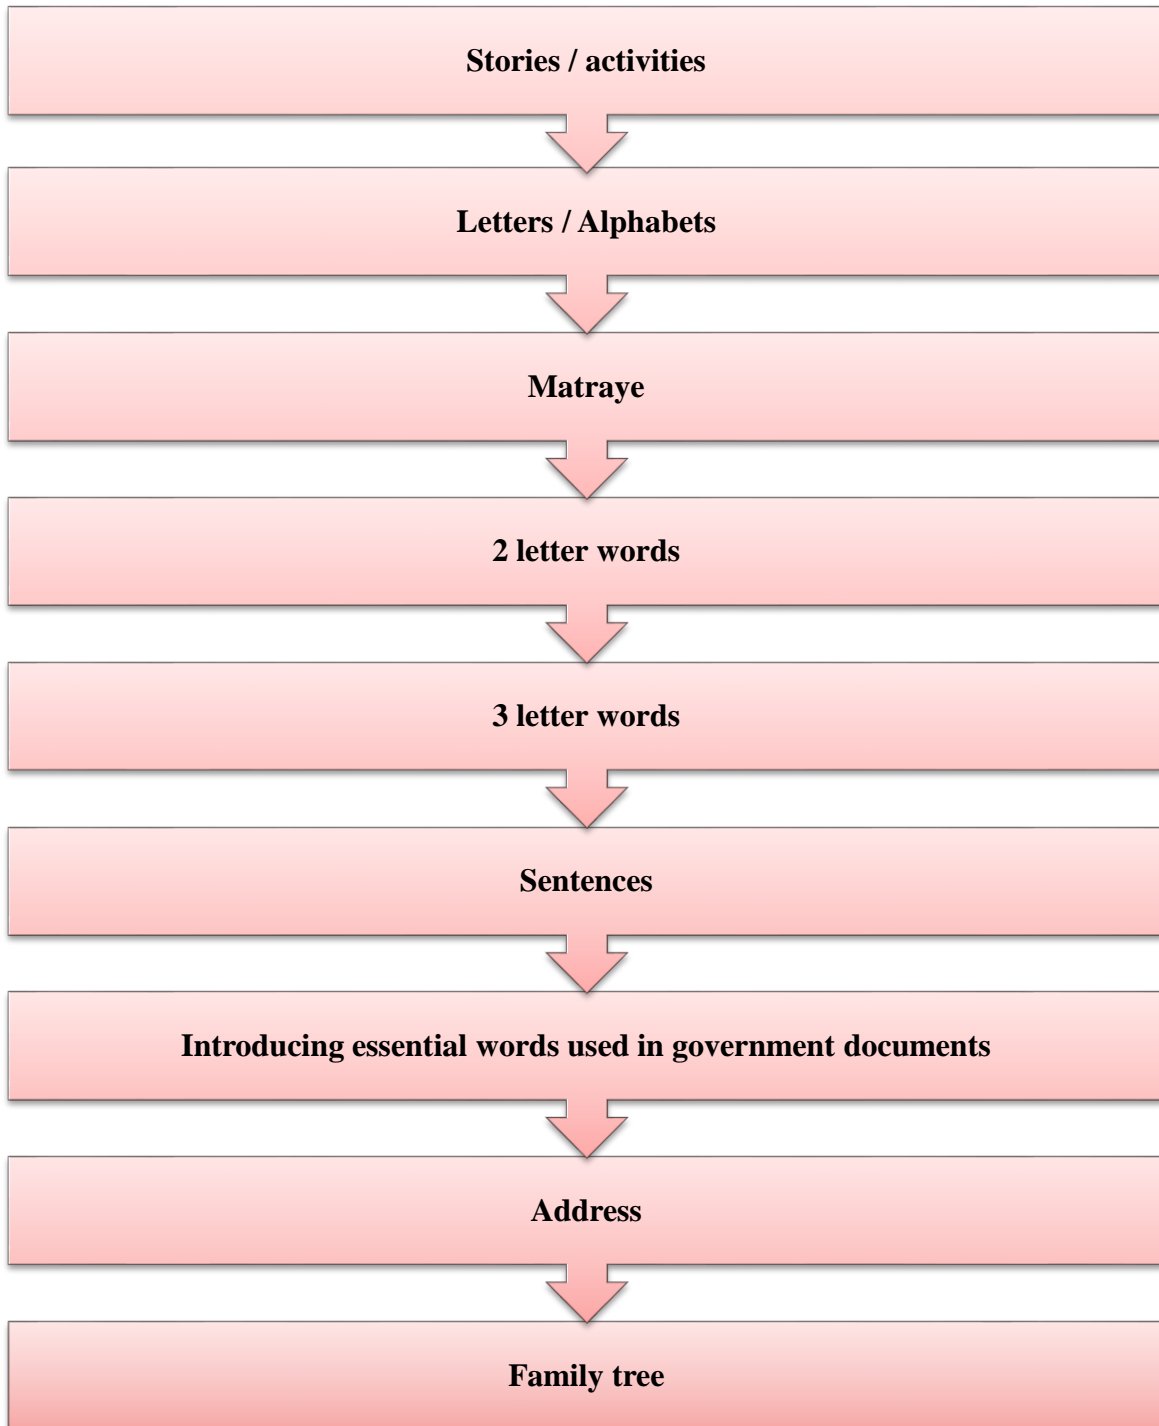 Stories / activities
Letters / Alphabets
Matraye
2 letter words
3 letter words
Sentences
Introducing essential words used in government documents
Address
Family tree